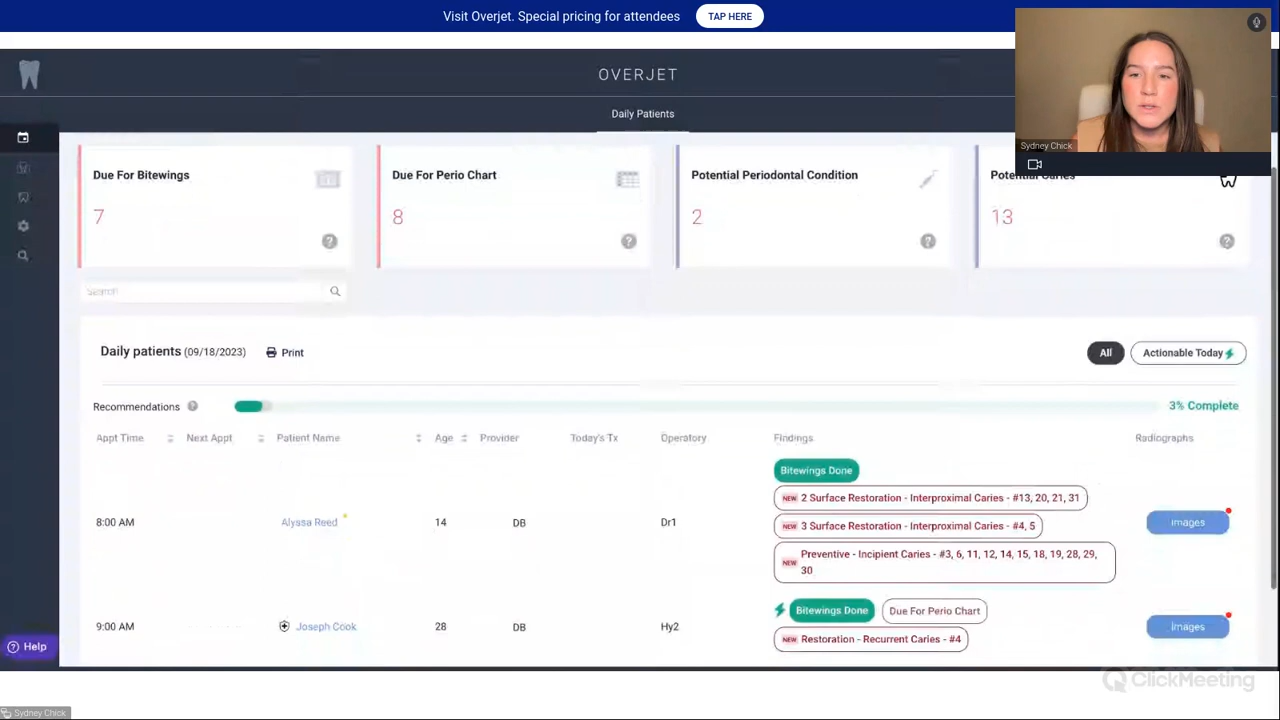 Visit Overjet. Special pricing for attendees TAP HERE
OVERJET
Daily Patients
Sydney Chick
Due For Bitewings
7
Due For Perio Chart
8
Potential Periodontal Condition
2
Potential Caries
13
Search
Daily patients (09/18/2023) Print All Actionable Today
Recommendations 3% Complete
Appt Time Next Appt Patient Name Age Provider Today's Tx Operatory Findings Radiographs
Bitewings Done
NEW 2 Surface Restoration - Interproximal Caries - #13, 20, 21, 31
8:00 AM Alyssa Reed 14 DB Dr1 Images
NEW 3 Surface Restoration - Interproximal Caries - #4, 5
NEW Preventive - Incipient Caries - #3, 6, 11, 12, 14, 15, 18, 19, 28, 29,
30
Bitewings Done Due For Perio Chart
9:00 AM Joseph Cook 28 DB Hy2 Images
NEW Restoration - Recurrent Caries - #4
Help
ClickMeeting
Sydney Chick